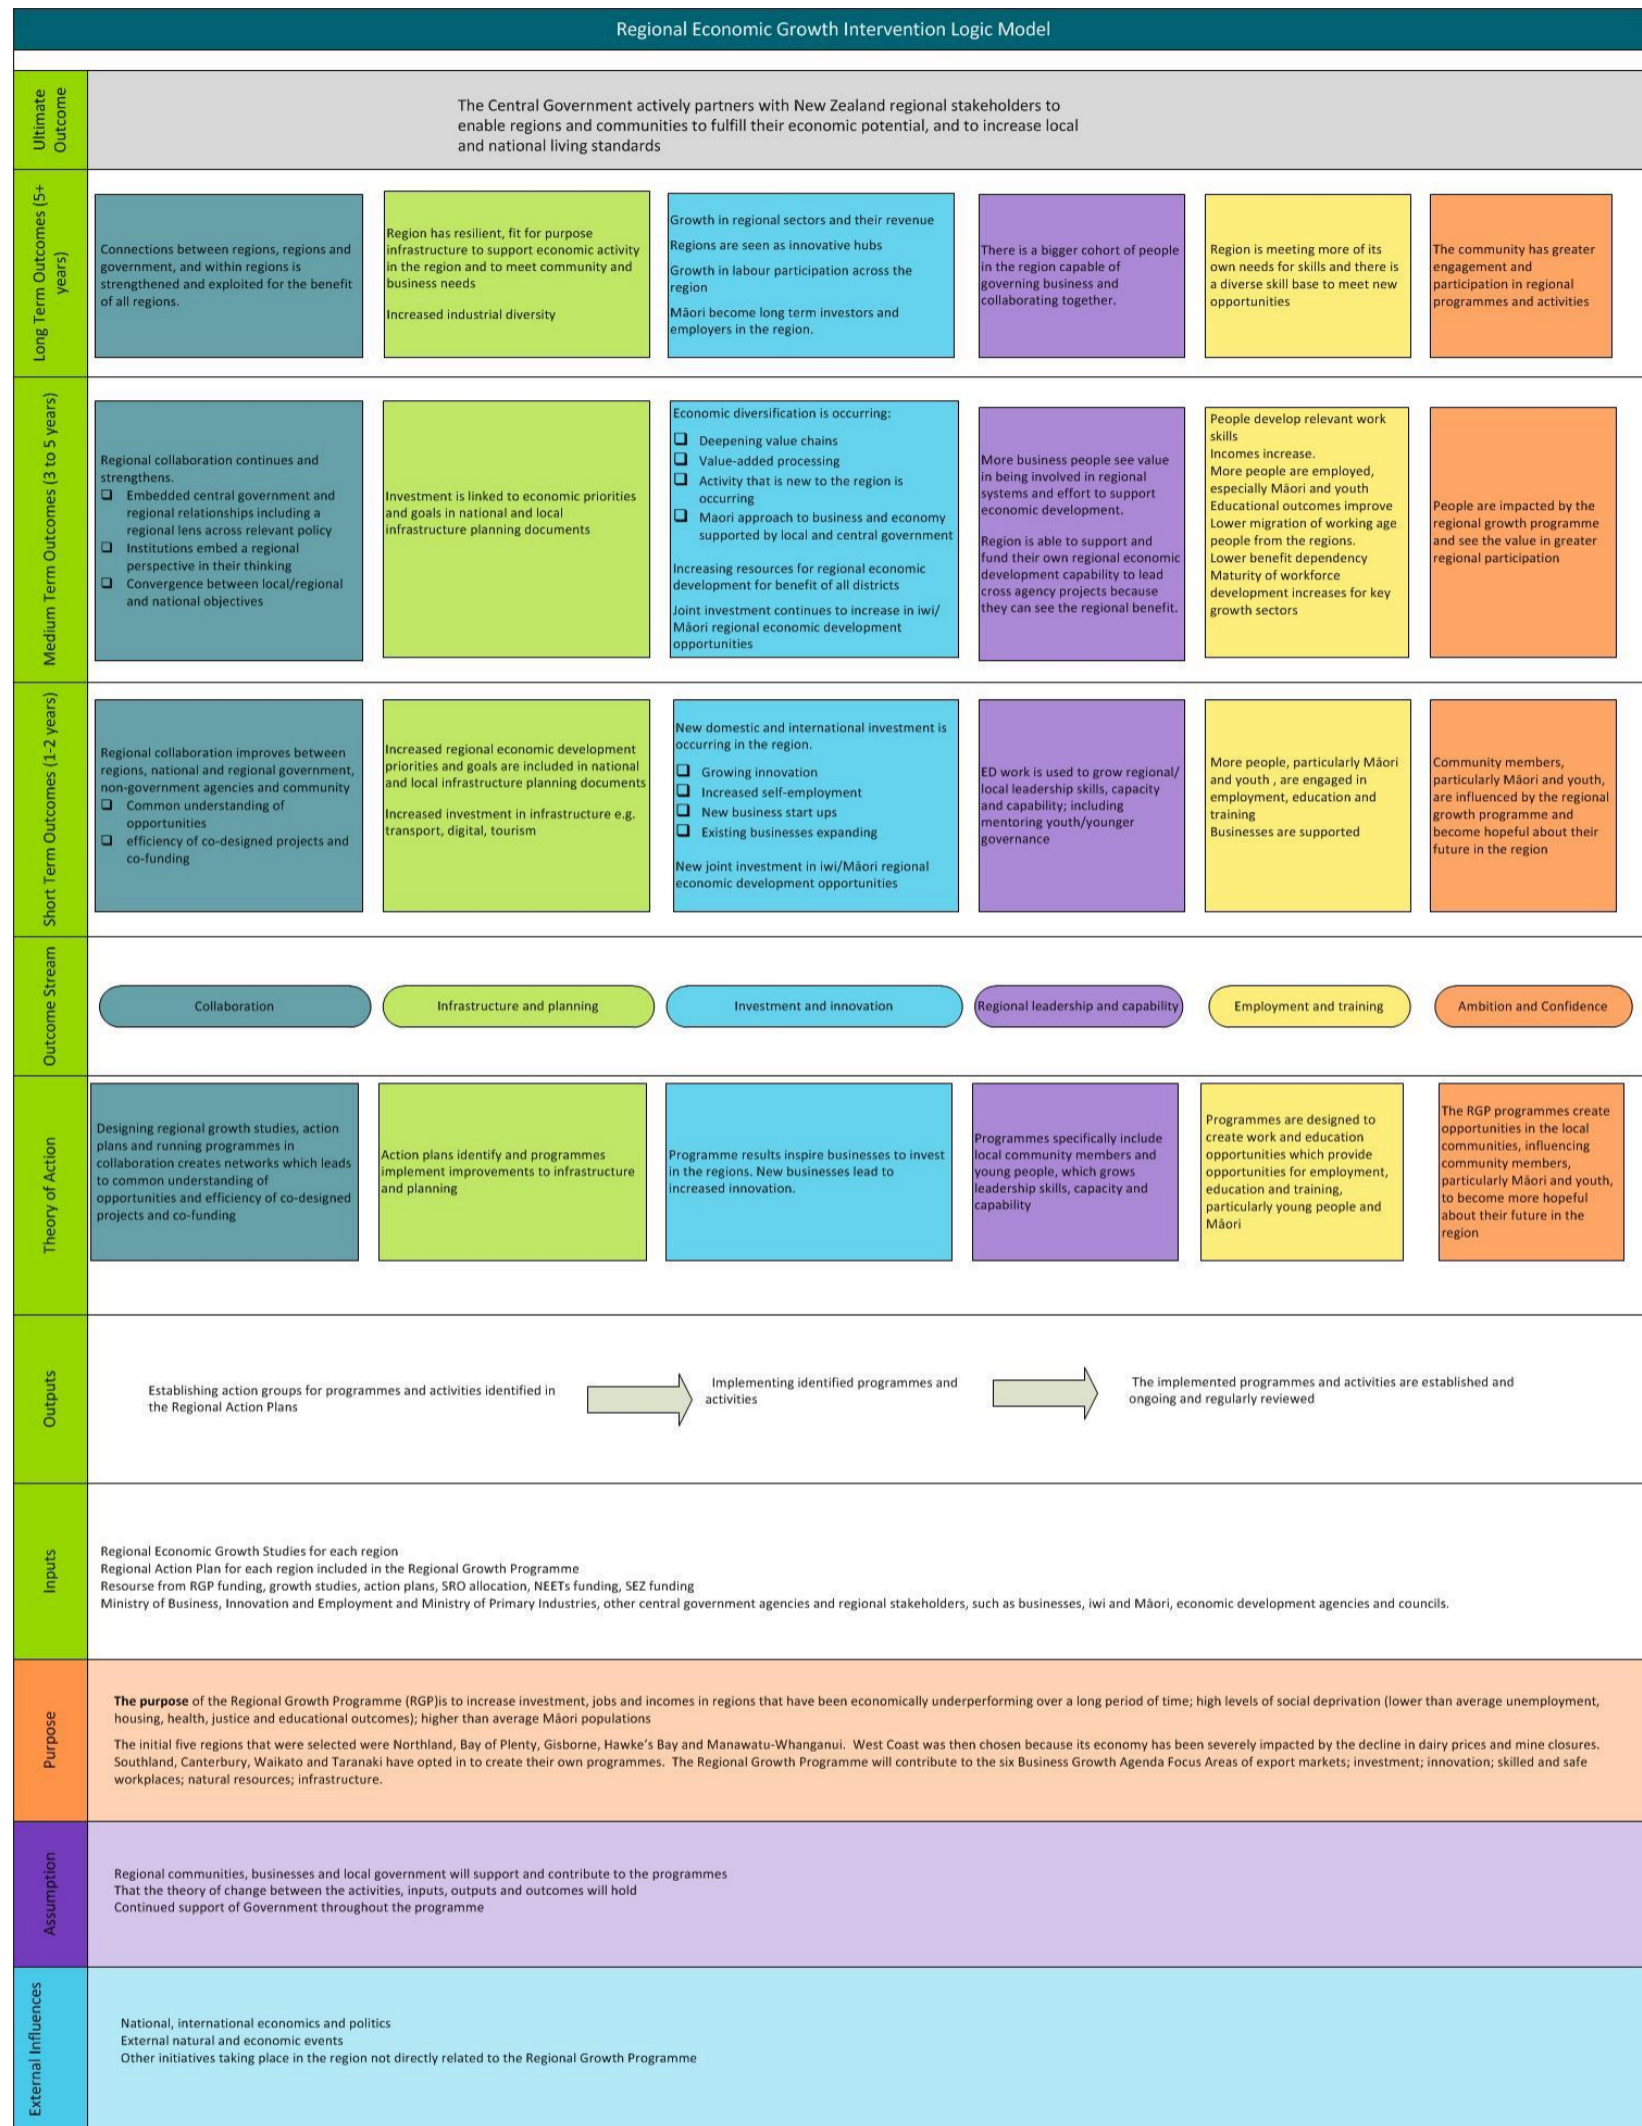 Regional Economic Growth Intervention Logic Model
Ultimate
Outcome
The Central Government actively partners with New Zealand regional stakeholders to
enable regions and communities to fulfill their economic potential, and to increase local
and national living standards
Long Term Outcomes (5+
years)
Connections between regions, regions and
government, and within regions is
strengthened and exploited for the benefit
of all regions.
Region has resilient, fit for purpose
infrastructure to support economic activity
in the region and to meet community and
business needs
Increased industrial diversity
Growth in regional sectors and their revenue
Regions are seen as innovative hubs
Growth in labour participation across the
region
Māori become long term investors and
employers in the region.
There is a bigger cohort of people
in the region capable of
governing business and
collaborating together.
Region is meeting more of its
own needs for skills and there is
a diverse skill base to meet new
opportunities
The community has greater
engagement and
participation in regional
programmes and activities
Medium Term Outcomes (3 to 5 years)
Regional collaboration continues and
strengthens.
❑ Embedded central government and
regional relationships including a
regional lens across relevant policy
❑ Institutions embed a regional
perspective in their thinking
❑ Convergence between local/regional
and national objectives
Investment is linked to economic priorities
and goals in national and local
infrastructure planning documents
Economic diversification is occurring:
❑ Deepening value chains
❑ Value-added processing
❑ Activity that is new to the region is
occurring
❑ Maori approach to business and economy
supported by local and central government
Increasing resources for regional economic
development for benefit of all districts
Joint investment continues to increase in iwi/
Māori regional economic development
opportunities
More business people see value
in being involved in regional
systems and effort to support
economic development.
Region is able to support and
fund their own regional economic
development capability to lead
cross agency projects because
they can see the regional benefit.
People develop relevant work
skills
Incomes increase.
More people are employed,
especially Māori and youth
Educational outcomes improve
Lower migration of working age
people from the regions.
Lower benefit dependency
Maturity of workforce
development increases for key
growth sectors
People are impacted by the
regional growth programme
and see the value in greater
regional participation
Short Term Outcomes (1-2 years)
Regional collaboration improves between
regions, national and regional government,
non-government agencies and community
❑ Common understanding of
opportunities
❑ efficiency of co-designed projects and
co-funding
Increased regional economic development
priorities and goals are included in national
and local infrastructure planning documents
Increased investment in infrastructure e.g.
transport, digital, tourism
New domestic and international investment is
occurring in the region.
❑ Growing innovation
❑ Increased self-employment
❑ New business start ups
❑ Existing businesses expanding
New joint investment in iwi/Māori regional
economic development opportunities
ED work is used to grow regional/
local leadership skills, capacity
and capability; including
mentoring youth/younger
governance
More people, particularly Māori
and youth , are engaged in
employment, education and
training
Businesses are supported
Community members,
particularly Māori and youth,
are influenced by the regional
growth programme and
become hopeful about their
future in the region
Outcome Stream
Collaboration
Infrastructure and planning
Investment and innovation
Regional leadership and capability
Employment and training
Ambition and Confidence
Theory of Action
Designing regional growth studies, action
plans and running programmes in
collaboration creates networks which leads
to common understanding of
opportunities and efficiency of co-designed
projects and co-funding
Action plans identify and programmes
implement improvements to infrastructure
and planning
Programme results inspire businesses to invest
in the regions. New businesses lead to
increased innovation.
Programmes specifically include
local community members and
young people, which grows
leadership skills, capacity and
capability
Programmes are designed to
create work and education
opportunities which provide
opportunities for employment,
education and training,
particularly young people and
Māori
The RGP programmes create
opportunities in the local
communities, influencing
community members,
particularly Māori and youth,
to become more hopeful
about their future in the
region
Outputs
Establishing action groups for programmes and activities identified in
the Regional Action Plans
Implementing identified programmes and
activities
The implemented programmes and activities are established and
ongoing and regularly reviewed
Inputs
Regional Economic Growth Studies for each region
Regional Action Plan for each region included in the Regional Growth Programme
Resourse from RGP funding, growth studies, action plans, SRO allocation, NEETs funding, SEZ funding
Ministry of Business, Innovation and Employment and Ministry of Primary Industries, other central government agencies and regional stakeholders, such as businesses, iwi and Māori, economic development agencies and councils.
Purpose
The purpose of the Regional Growth Programme (RGP)is to increase investment, jobs and incomes in regions that have been economically underperforming over a long period of time; high levels of social deprivation (lower than average unemployment,
housing, health, justice and educational outcomes); higher than average Māori populations
The initial five regions that were selected were Northland, Bay of Plenty, Gisborne, Hawke's Bay and Manawatu-Whanganui. West Coast was then chosen because its economy has been severely impacted by the decline in dairy prices and mine closures.
Southland, Canterbury, Waikato and Taranaki have opted in to create their own programmes. The Regional Growth Programme will contribute to the six Business Growth Agenda Focus Areas of export markets; investment; innovation; skilled and safe
workplaces; natural resources; infrastructure.
Assumption
Regional communities, businesses and local government will support and contribute to the programmes
That the theory of change between the activities, inputs, outputs and outcomes will hold
Continued support of Government throughout the programme
External Influences
National, international economics and politics
External natural and economic events
Other initiatives taking place in the region not directly related to the Regional Growth Programme